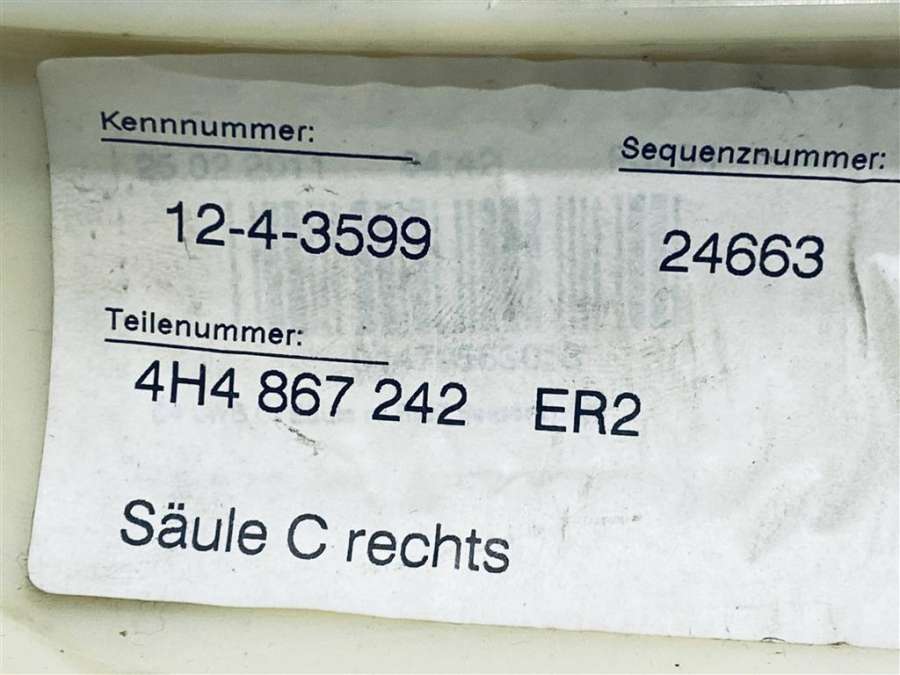 Kennnummer:
Sequenznummer:
12-4-3599
24663
Teilenummer:
4H4 867 242 ER2
Säule C rechts